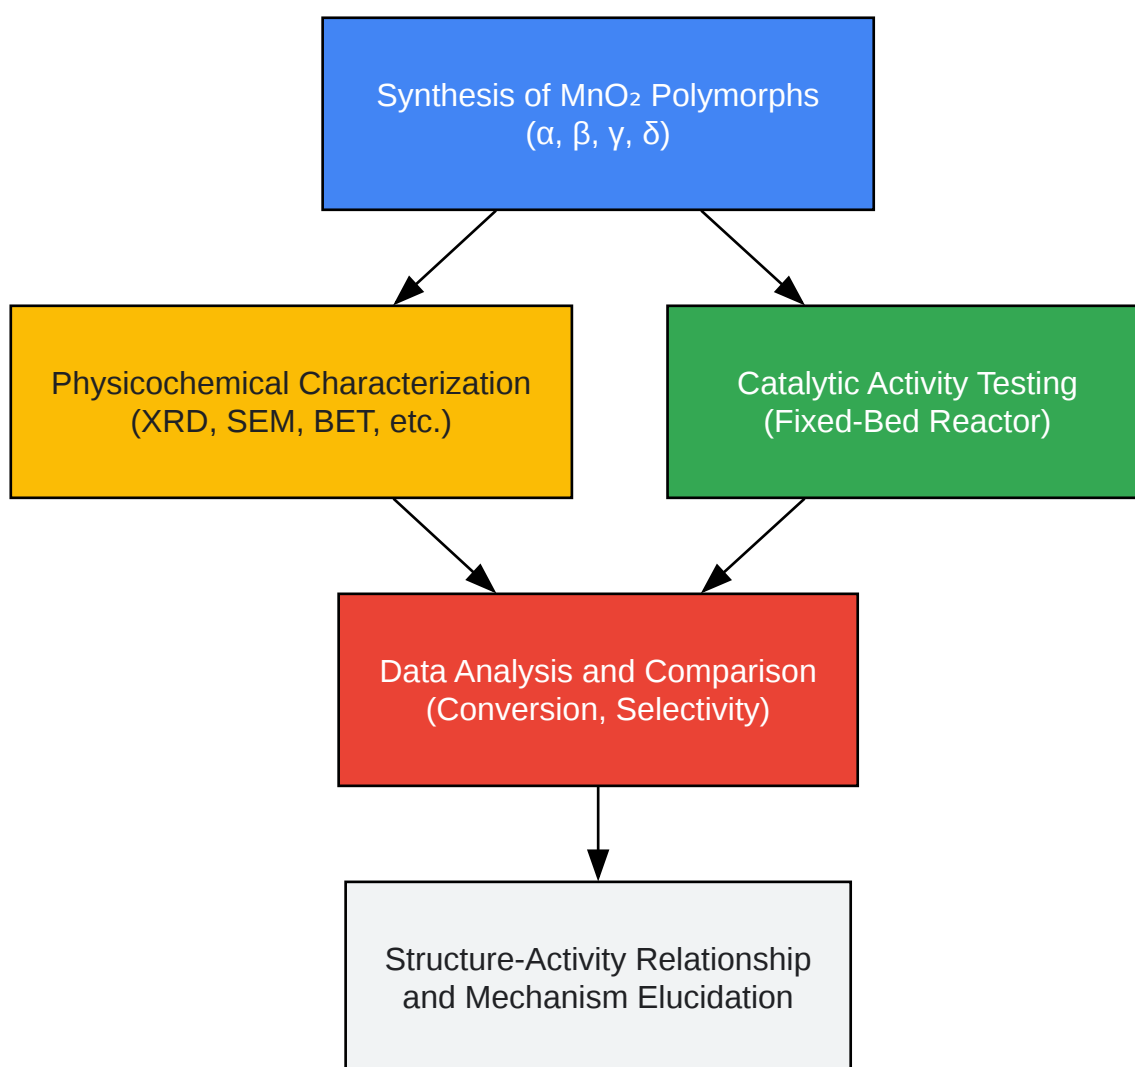 Synthesis of MnO₂ Polymorphs
(α, β, γ, δ)
Physicochemical Characterization
(XRD, SEM, BET, etc.)
Catalytic Activity Testing
(Fixed-Bed Reactor)
Data Analysis and Comparison
(Conversion, Selectivity)
Structure-Activity Relationship
and Mechanism Elucidation